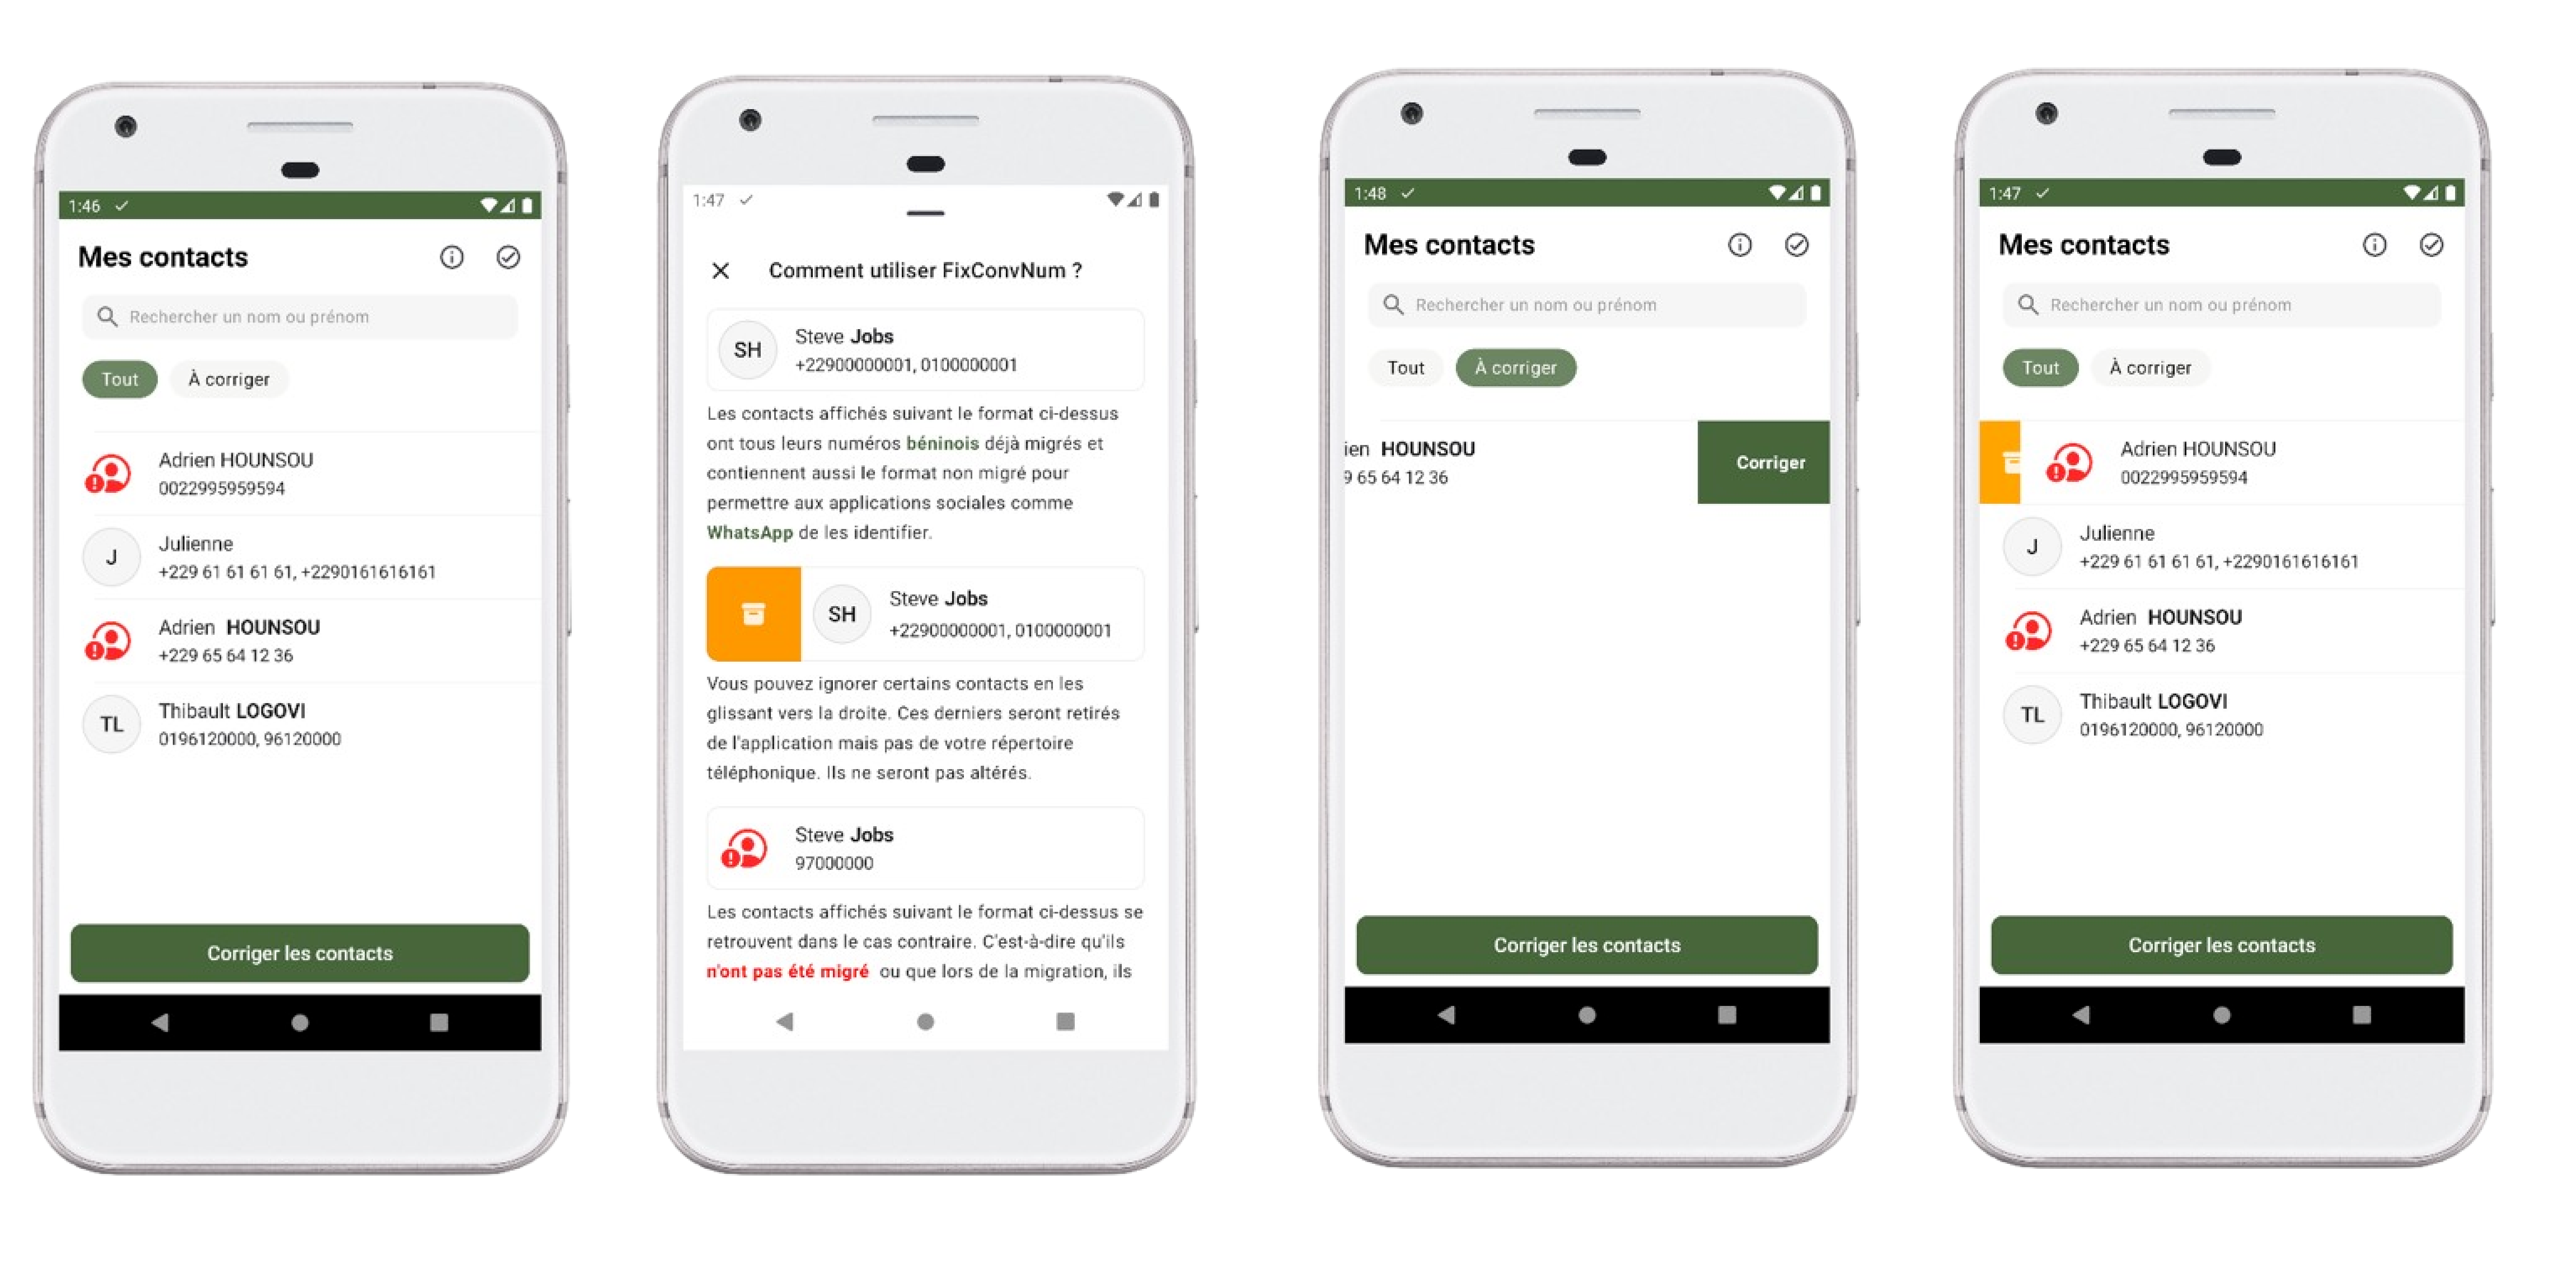 1:46
Mes contacts
Rechercher un nom ou prénom
Tout À corriger
Adrien HOUNSOU
0022995959594
J
Julienne
+229 61 61 61 61, +2290161616161
Adrien HOUNSOU
+229 65 64 12 36
TL
Thibault LOGOVI
0196120000, 96120000
Corriger les contacts
1:47
Comment utiliser FixConvNum ?
SH
Steve Jobs
+22900000001, 0100000001
Les contacts affichés suivant le format ci-dessus
ont tous leurs numéros béninois déjà migrés et
contiennent aussi le format non migré pour
permettre aux applications sociales comme
WhatsApp de les identifier.
SH
Steve Jobs
+22900000001, 0100000001
Vous pouvez ignorer certains contacts en les
glissant vers la droite. Ces derniers seront retirés
de l'application mais pas de votre répertoire
téléphonique. Ils ne seront pas altérés.
Steve Jobs
97000000
Les contacts affichés suivant le format ci-dessus se
retrouvent dans le cas contraire. C'est-à-dire qu'ils
n'ont pas été migré ou que lors de la migration, ils
1:48
Mes contacts
Rechercher un nom ou prénom
Tout À corriger
ien HOUNSOU
9 65 64 12 36
Corriger
Corriger les contacts
1:47
Mes contacts
Rechercher un nom ou prénom
Tout À corriger
Adrien HOUNSOU
0022995959594
J
Julienne
+229 61 61 61 61, +2290161616161
Adrien HOUNSOU
+229 65 64 12 36
TL
Thibault LOGOVI
0196120000, 96120000
Corriger les contacts